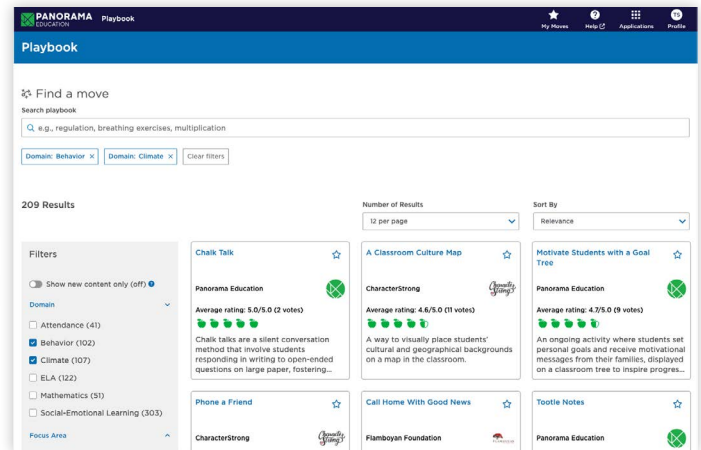 PANORAMA
EDUCATION
Playbook
My Moves
Help
Applications
TS
Profile
Playbook
Find a move
Search playbook
e.g., regulation, breathing exercises, multiplication
Domain: Behavior ×
Domain: Climate ×
Clear filters
209 Results
Number of Results
12 per page
Sort By
Relevance
Filters
Show new content only (off)
Domain
Attendance (41)
Behavior (102)
Climate (107)
ELA (122)
Mathematics (51)
Social-Emotional Learning (303)
Focus Area
Chalk Talk
Panorama Education
Average rating: 5.0/5.0 (2 votes)
Chalk talks are a silent conversation
method that involve students
responding in writing to open-ended
questions on large paper, fostering...
A Classroom Culture Map
CharacterStrong
Character
Strong
Average rating: 4.6/5.0 (11 votes)
A way to visually place students'
cultural and geographical backgrounds
on a map in the classroom.
Motivate Students with a Goal
Tree
Panorama Education
Average rating: 4.7/5.0 (9 votes)
An ongoing activity where students set
personal goals and receive motivational
messages from their families, displayed
on a classroom tree to inspire progres...
Phone a Friend
CharacterStrong
Character
Strong
Call Home With Good News
Flamboyan Foundation
Tootle Notes
Panorama Education